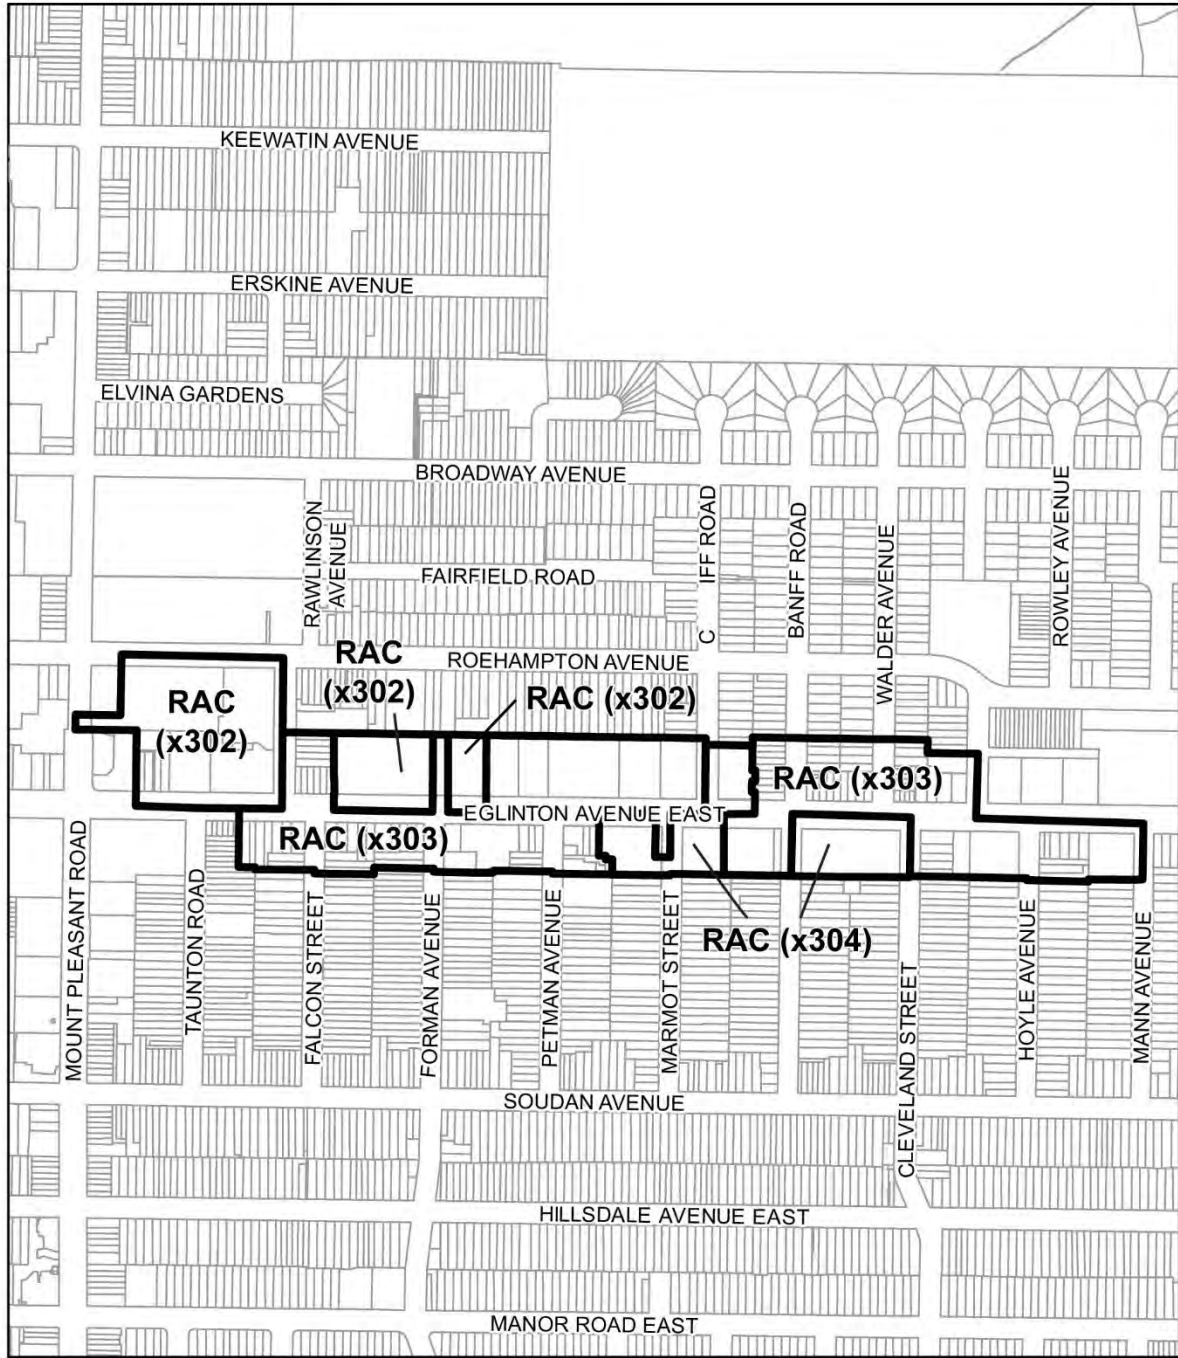 KEEWATIN AVENUE
ERSKINE AVENUE
ELVINA GARDENS
BROADWAY AVENUE
RAWLINSON
AVENUE
FAIRFIELD ROAD
C IFF ROAD
BANFF ROAD
WALDER AVENUE
ROWLEY AVENUE
ROEHAMPTON AVENUE
RAC
(x302)
RAC
(x302)
RAC (x302)
RAC (x303)
EGLINTON AVENUE EAST
RAC (x303)
RAC (x304)
MOUNT PLEASANT ROAD
TAUNTON ROAD
FALCON STREET
FORMAN AVENUE
PETMAN AVENUE
MARMOT STREET
CLEVELAND STREET
HOYLE AVENUE
MANN AVENUE
SOUDAN AVENUE
HILLSDALE AVENUE EAST
MANOR ROAD EAST